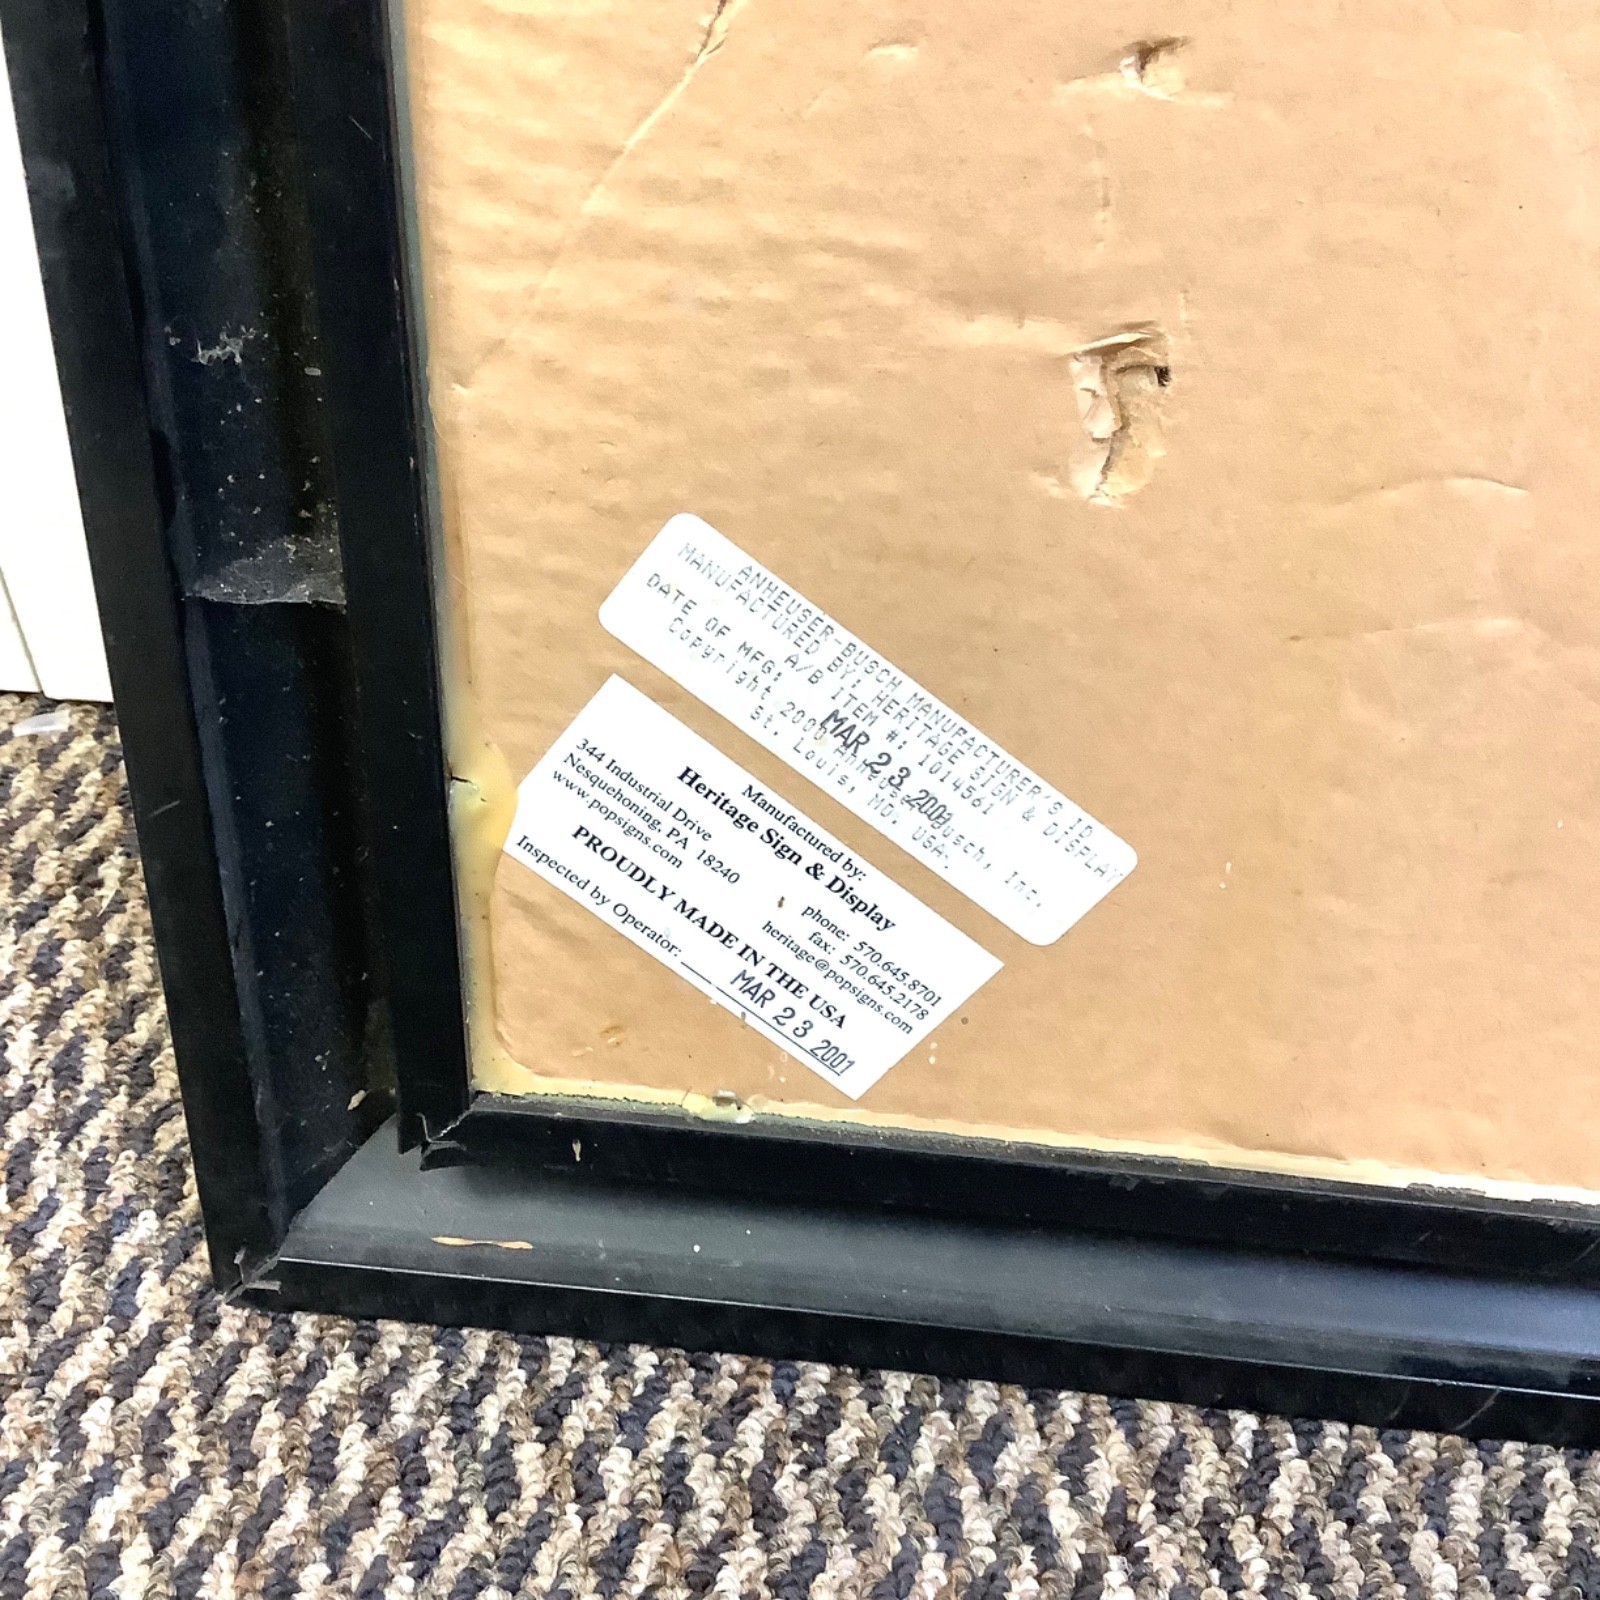 ANHEUSER-BUSCH MANUFACTURER'S ID
MANUFACTURED BY: HERITAGE SIGN & DISPLAY
A/B ITEM #: 1014561
DATE OF MFG: MAR 23 2001
Copyright 2000 Anheuser-Busch, Inc.
St. Louis, MO. USA.
Manufactured by:
Heritage Sign & Display
344 Industrial Drive phone: 570.645.8701
Nesquehoning, PA 18240 fax: 570.645.2178
www.popsigns.com heritage@popsigns.com
PROUDLY MADE IN THE USA
Inspected by Operator: MAR 23 2001